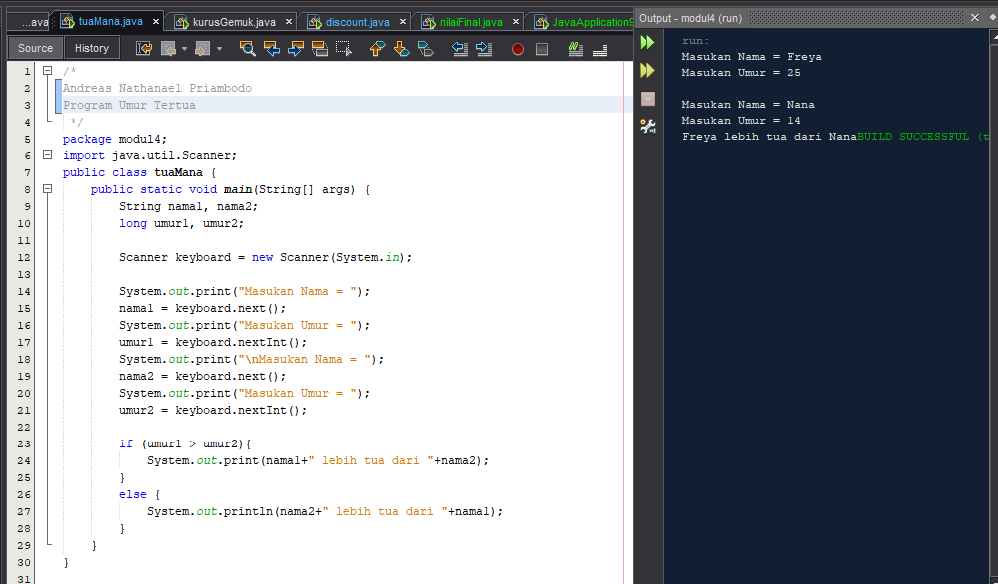 ...ava tuaMana.java × kurusGemuk.java × discount.java × nilaiFinal.java × Output - modul4 (run) ×
Source History
1 /*
2 Andreas Nathanael Priambodo
3 Program Umur Tertua
4 */
5 package modul4;
6 import java.util.Scanner;
7 public class tuaMana {
8 public static void main(String[] args) {
9 String nama1, nama2;
10 long umur1, umur2;
11
12 Scanner keyboard = new Scanner(System.in);
13
14 System.out.print("Masukan Nama = ");
15 nama1 = keyboard.next();
16 System.out.print("Masukan Umur = ");
17 umur1 = keyboard.nextInt();
18 System.out.print("\nMasukan Nama = ");
19 nama2 = keyboard.next();
20 System.out.print("Masukan Umur = ");
21 umur2 = keyboard.nextInt();
22
23 if (umur1 > umur2){
24 System.out.print(nama1+" lebih tua dari "+nama2);
25 }
26 else {
27 System.out.println(nama2+" lebih tua dari "+nama1);
28 }
29 }
30 }
31
run:
Masukan Nama = Freya
Masukan Umur = 25
Masukan Nama = Nana
Masukan Umur = 14
Freya lebih tua dari NanaBUILD SUCCESSFUL